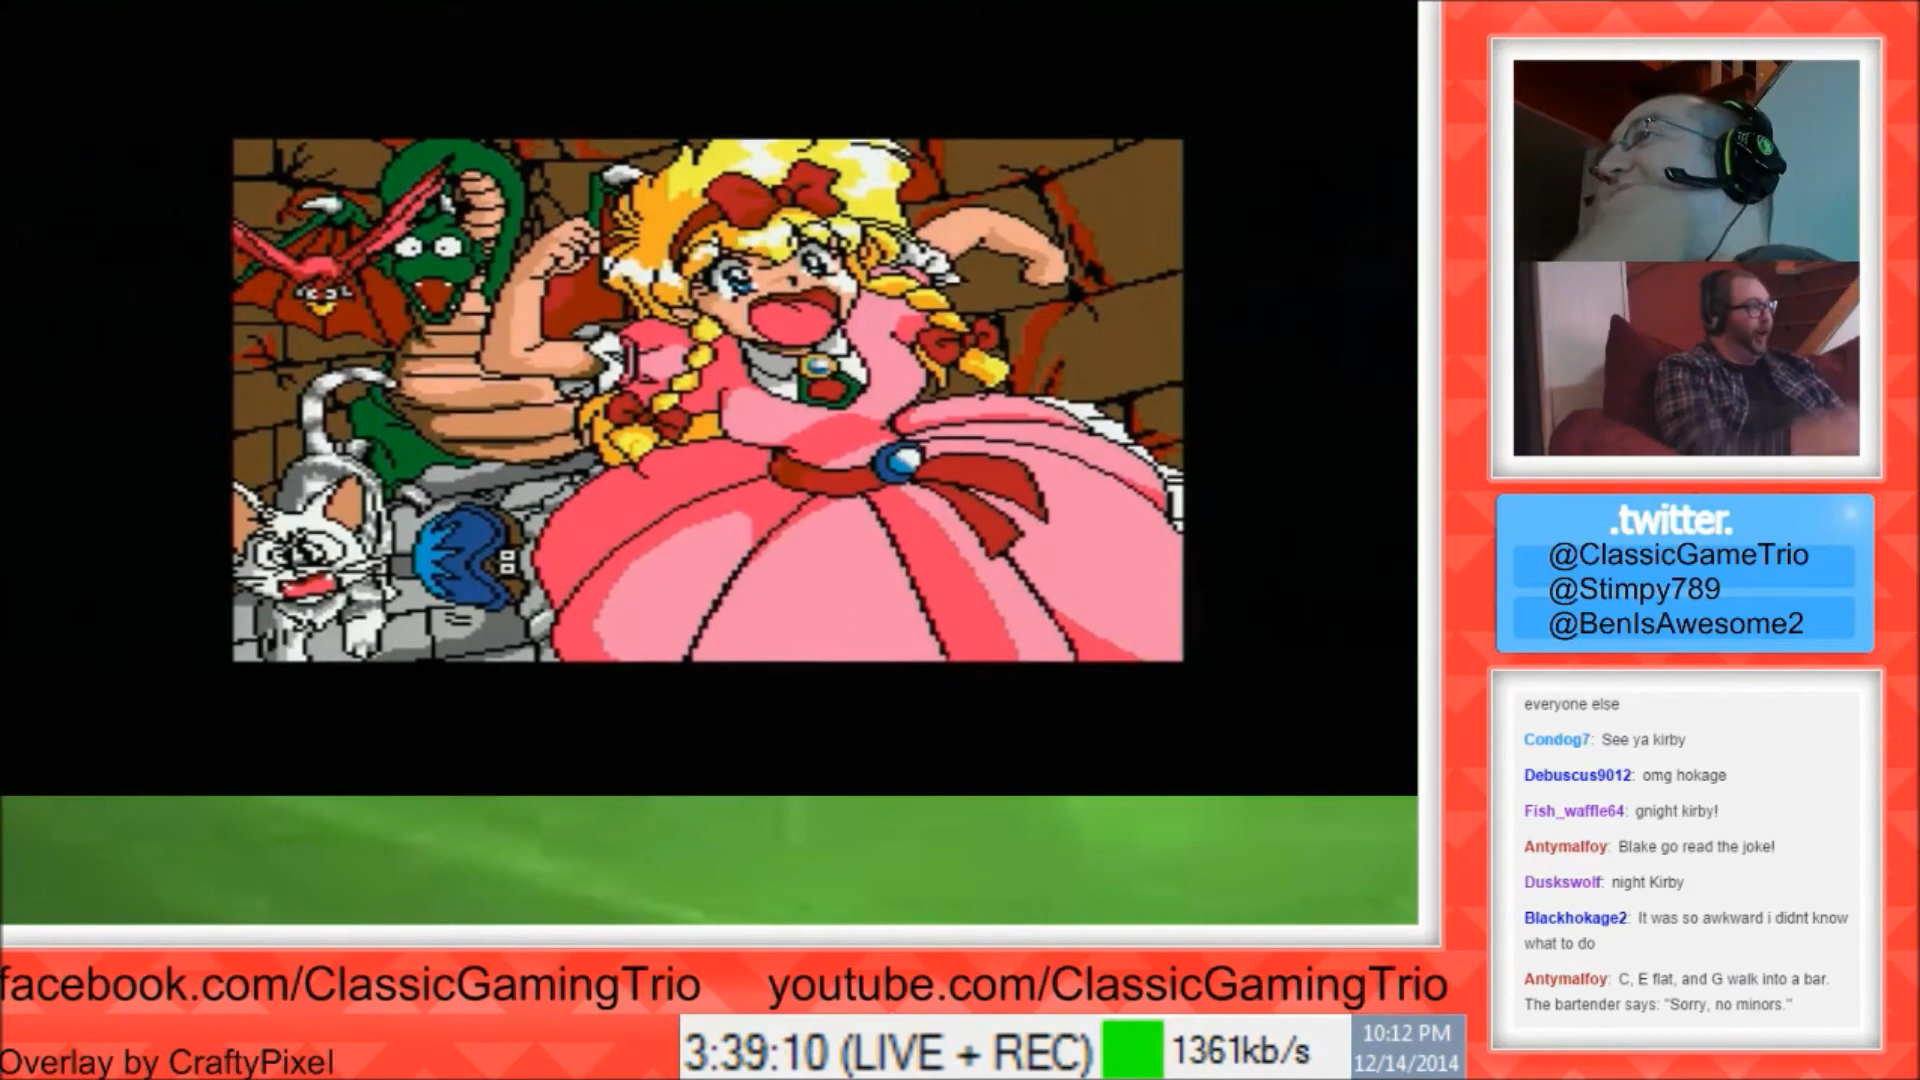 .twitter.
@ClassicGameTrio
@Stimpy789
@BenIsAwesome2
everyone else
Condog7: See ya kirby
Debuscus9012: omg hokage
Fish_waffle64: gnight kirby!
Antymalfoy: Blake go read the joke!
Duskswolf: night Kirby
Blackhokage2: It was so awkward i didnt know
what to do
Antymalfoy: C, E flat, and G walk into a bar.
The bartender says: "Sorry, no minors."
facebook.com/ClassicGamingTrio youtube.com/ClassicGamingTrio
Overlay by CraftyPixel
3:39:10 (LIVE + REC) 1361kb/s
10:12 PM
12/14/2014